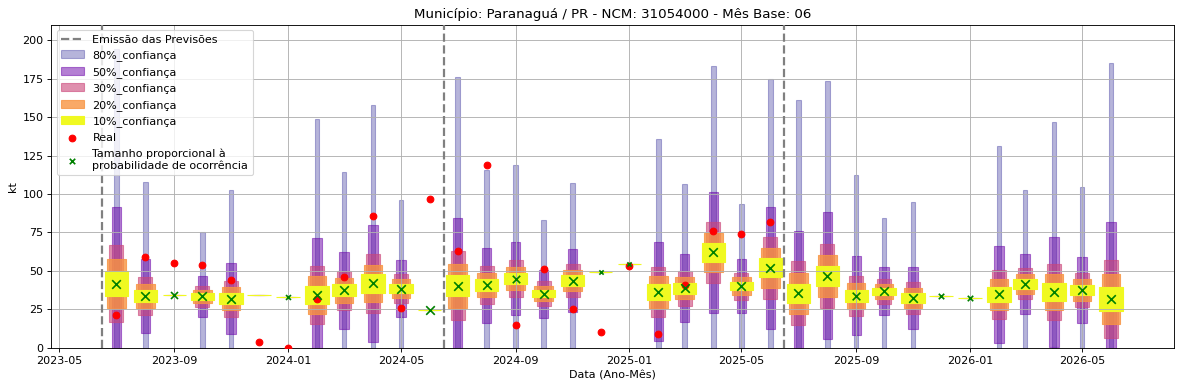 Município: Paranaguá / PR - NCM: 31054000 - Mês Base: 06
200
175
150
125
100
75
50
25
0
kt
Emissão das Previsões
80%_confiança
50%_confiança
30%_confiança
20%_confiança
10%_confiança
Real
Tamanho proporcional à
probabilidade de ocorrência
2023-05
2023-09
2024-01
2024-05
2024-09
2025-01
2025-05
2025-09
2026-01
2026-05
Data (Ano-Mês)